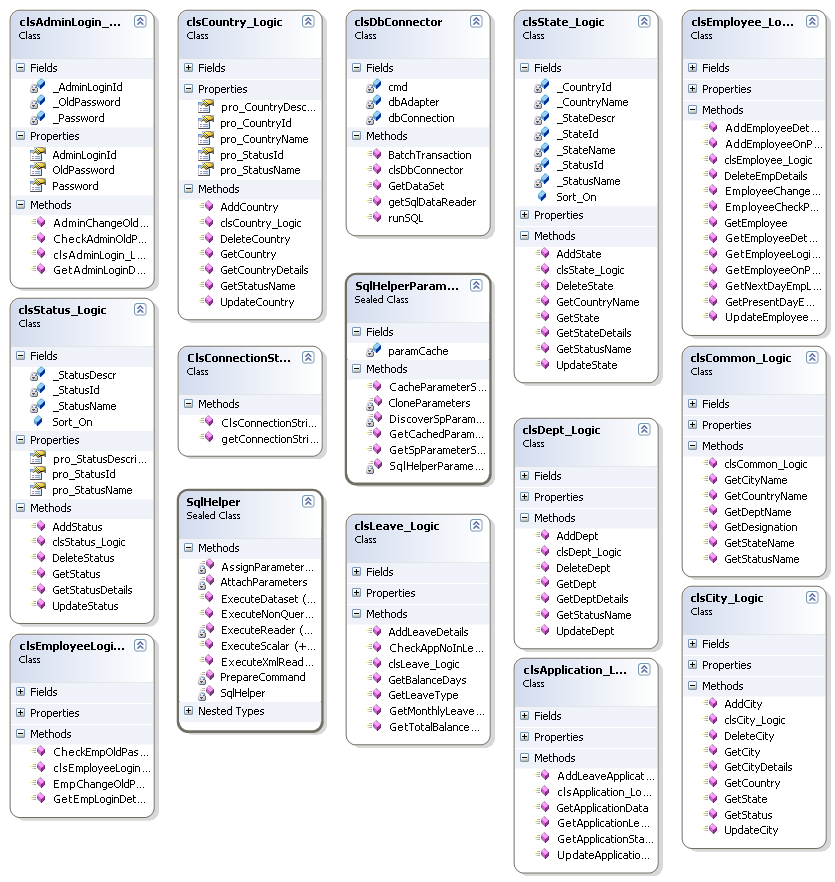 clsAdminLogin_...
Class
Fields
_AdminLoginId
_OldPassword
_Password
Properties
AdminLoginId
OldPassword
Password
Methods
AdminChangeOld...
CheckAdminOldP...
clsAdminLogin_L...
GetAdminLoginD...
clsStatus_Logic
Class
Fields
_StatusDescr
_StatusId
_StatusName
Sort_On
Properties
pro_StatusDescri...
pro_StatusId
pro_StatusName
Methods
AddStatus
clsStatus_Logic
DeleteStatus
GetStatus
GetStatusDetails
UpdateStatus
clsEmployeeLogi...
Class
Fields
Properties
Methods
CheckEmpOldPas...
clsEmployeeLogin...
EmpChangeOldP...
GetEmpLoginDet...
clsCountry_Logic
Class
Fields
Properties
pro_CountryDesc...
pro_CountryId
pro_CountryName
pro_StatusId
pro_StatusName
Methods
AddCountry
clsCountry_Logic
DeleteCountry
GetCountry
GetCountryDetails
GetStatusName
UpdateCountry
ClsConnectionSt...
Class
Methods
ClsConnectionStri...
getConnectionStri...
SqlHelper
Sealed Class
Methods
AssignParameter...
AttachParameters
ExecuteDataset (...
ExecuteNonQuer...
ExecuteReader (...
ExecuteScalar (+...
ExecuteXmlRead...
PrepareCommand
SqlHelper
Nested Types
clsDbConnector
Class
Fields
cmd
dbAdapter
dbConnection
Methods
BatchTransaction
clsDbConnector
GetDataSet
getSqlDataReader
runSQL
SqlHelperParam...
Sealed Class
Fields
paramCache
Methods
CacheParameterS...
CloneParameters
DiscoverSpParam...
GetCachedParam...
GetSpParameterS...
SqlHelperParame...
clsLeave_Logic
Class
Fields
Properties
Methods
AddLeaveDetails
CheckAppNoInLe...
clsLeave_Logic
GetBalanceDays
GetLeaveType
GetMonthlyLeave...
GetTotalBalance...
clsState_Logic
Class
Fields
_CountryId
_CountryName
_StateDescr
_StateId
_StateName
_StatusId
_StatusName
Sort_On
Properties
Methods
AddState
clsState_Logic
DeleteState
GetCountryName
GetState
GetStateDetails
GetStatusName
UpdateState
clsDept_Logic
Class
Fields
Properties
Methods
AddDept
clsDept_Logic
DeleteDept
GetDept
GetDeptDetails
GetStatusName
UpdateDept
clsApplication_L...
Class
Fields
Properties
Methods
AddLeaveApplicat...
clsApplication_Lo...
GetApplicationData
GetApplicationLe...
GetApplicationSta...
UpdateApplicatio...
clsEmployee_Lo...
Class
Fields
Properties
Methods
AddEmployeeDet...
AddEmployeeOnP...
clsEmployee_Logic
DeleteEmpDetails
EmployeeChange...
EmployeeCheckP...
GetEmployee
GetEmployeeDet...
GetEmployeeLogi...
GetEmployeeOnP...
GetNextDayEmpL...
GetPresentDayE...
UpdateEmployee...
clsCommon_Logic
Class
Fields
Properties
Methods
clsCommon_Logic
GetCityName
GetCountryName
GetDeptName
GetDesignation
GetStateName
GetStatusName
clsCity_Logic
Class
Fields
Properties
Methods
AddCity
clsCity_Logic
DeleteCity
GetCity
GetCityDetails
GetCountry
GetState
GetStatus
UpdateCity